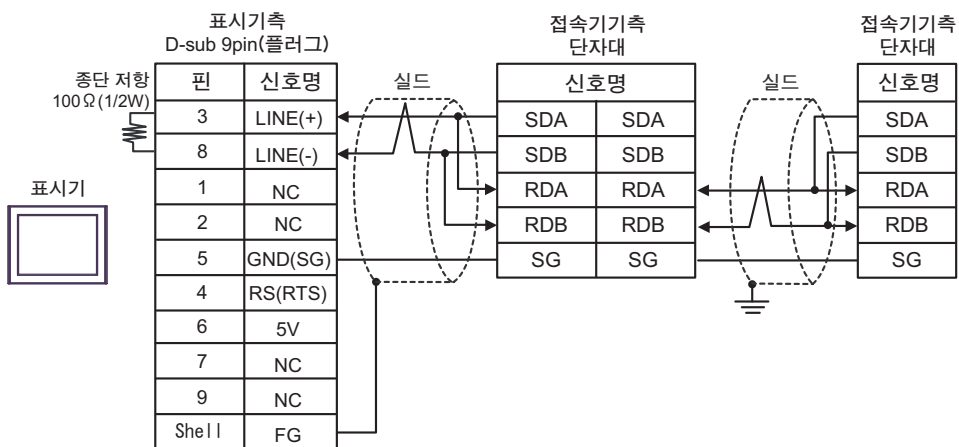 표시기측
D-sub 9pin(플러그)
접속기기측
단자대
접속기기측
단자대
종단 저항
100Ω(1/2W)
표시기
핀 신호명
3 LINE(+)
8 LINE(-)
1 NC
2 NC
5 GND(SG)
4 RS(RTS)
6 5V
7 NC
9 NC
Shell FG
실드
신호명
SDA SDA
SDB SDB
RDA RDA
RDB RDB
SG SG
실드
신호명
SDA
SDB
RDA
RDB
SG